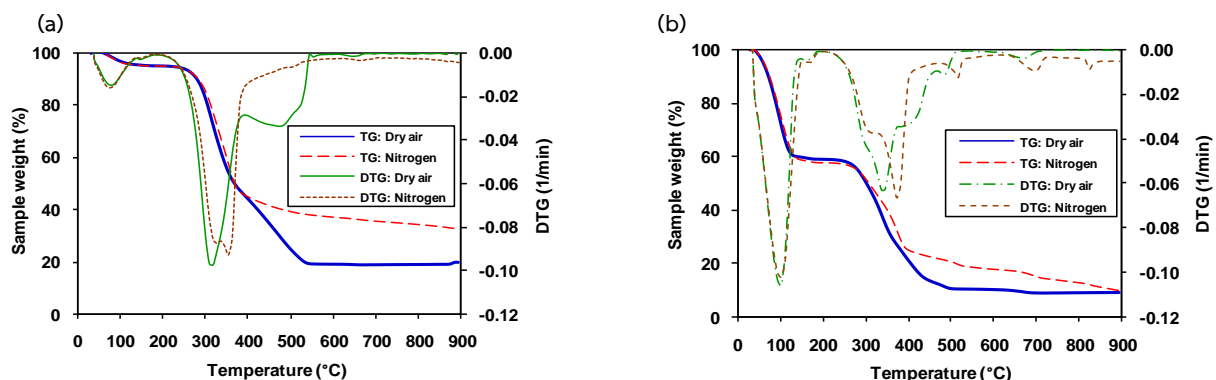 (a)
Sample weight (%)
100
80
60
40
20
0
0.00
-0.02
-0.04
-0.06
-0.08
-0.10
-0.12
DTG (1/min)
TG: Dry air
TG: Nitrogen
DTG: Dry air
DTG: Nitrogen
0 100 200 300 400 500 600 700 800 900
Temperature (°C)
(b)
Sample weight (%)
100
80
60
40
20
0
0.00
-0.02
-0.04
-0.06
-0.08
-0.10
-0.12
DTG (1/min)
TG: Dry air
TG: Nitrogen
DTG: Dry air
DTG: Nitrogen
0 100 200 300 400 500 600 700 800 900
Temperature (°C)